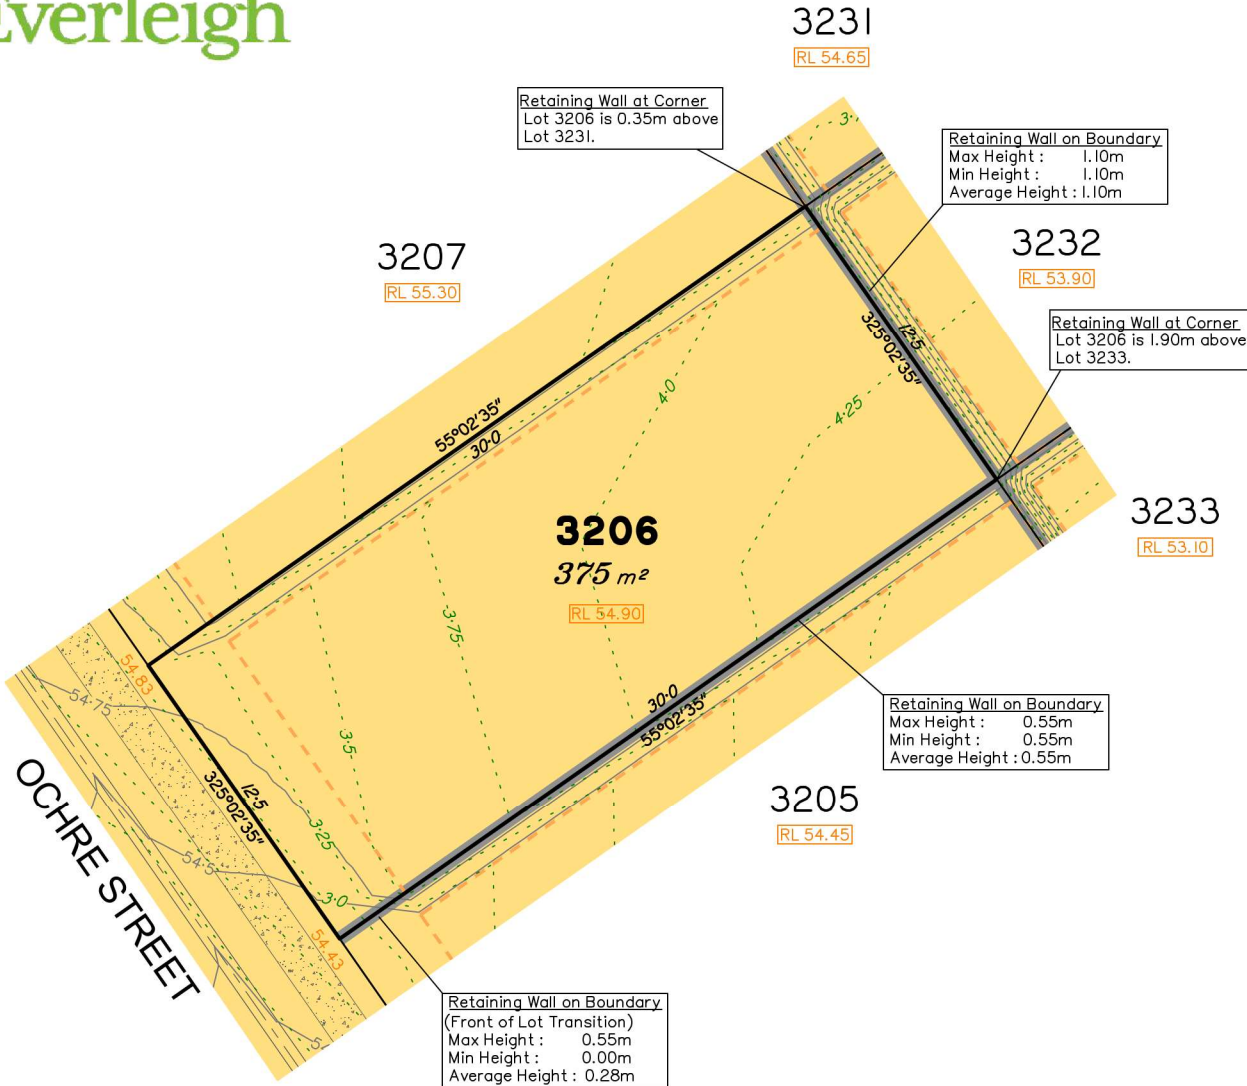 Everleigh
3231
RL 54.65
Retaining Wall at Corner
Lot 3206 is 0.35m above
Lot 3231.
Retaining Wall on Boundary
Max Height : 1.10m
Min Height : 1.10m
Average Height : 1.10m
3207
RL 55.30
3232
RL 53.90
Retaining Wall at Corner
Lot 3206 is 1.90m above
Lot 3233.
12·5
325°02'35"
55°02'35"
30·0
4·0
4·25
3206
375 m²
RL 54.90
3233
RL 53.10
3·75
3·5
3·25
3·0
54.83
54·75
12·5
325°02'35"
54·5
54.43
30·0
55°02'35"
Retaining Wall on Boundary
Max Height : 0.55m
Min Height : 0.55m
Average Height : 0.55m
3205
RL 54.45
OCHRE STREET
Retaining Wall on Boundary
(Front of Lot Transition)
Max Height : 0.55m
Min Height : 0.00m
Average Height : 0.28m